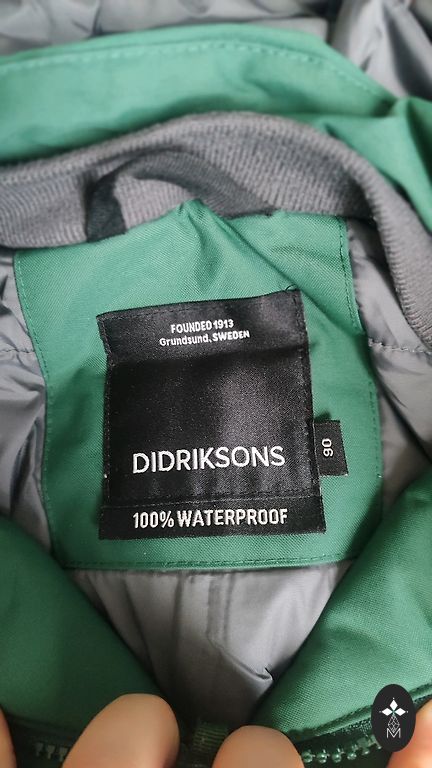 FOUNDED 1913
Grundsund, SWEDEN
DIDRIKSONS
90
100% WATERPROOF